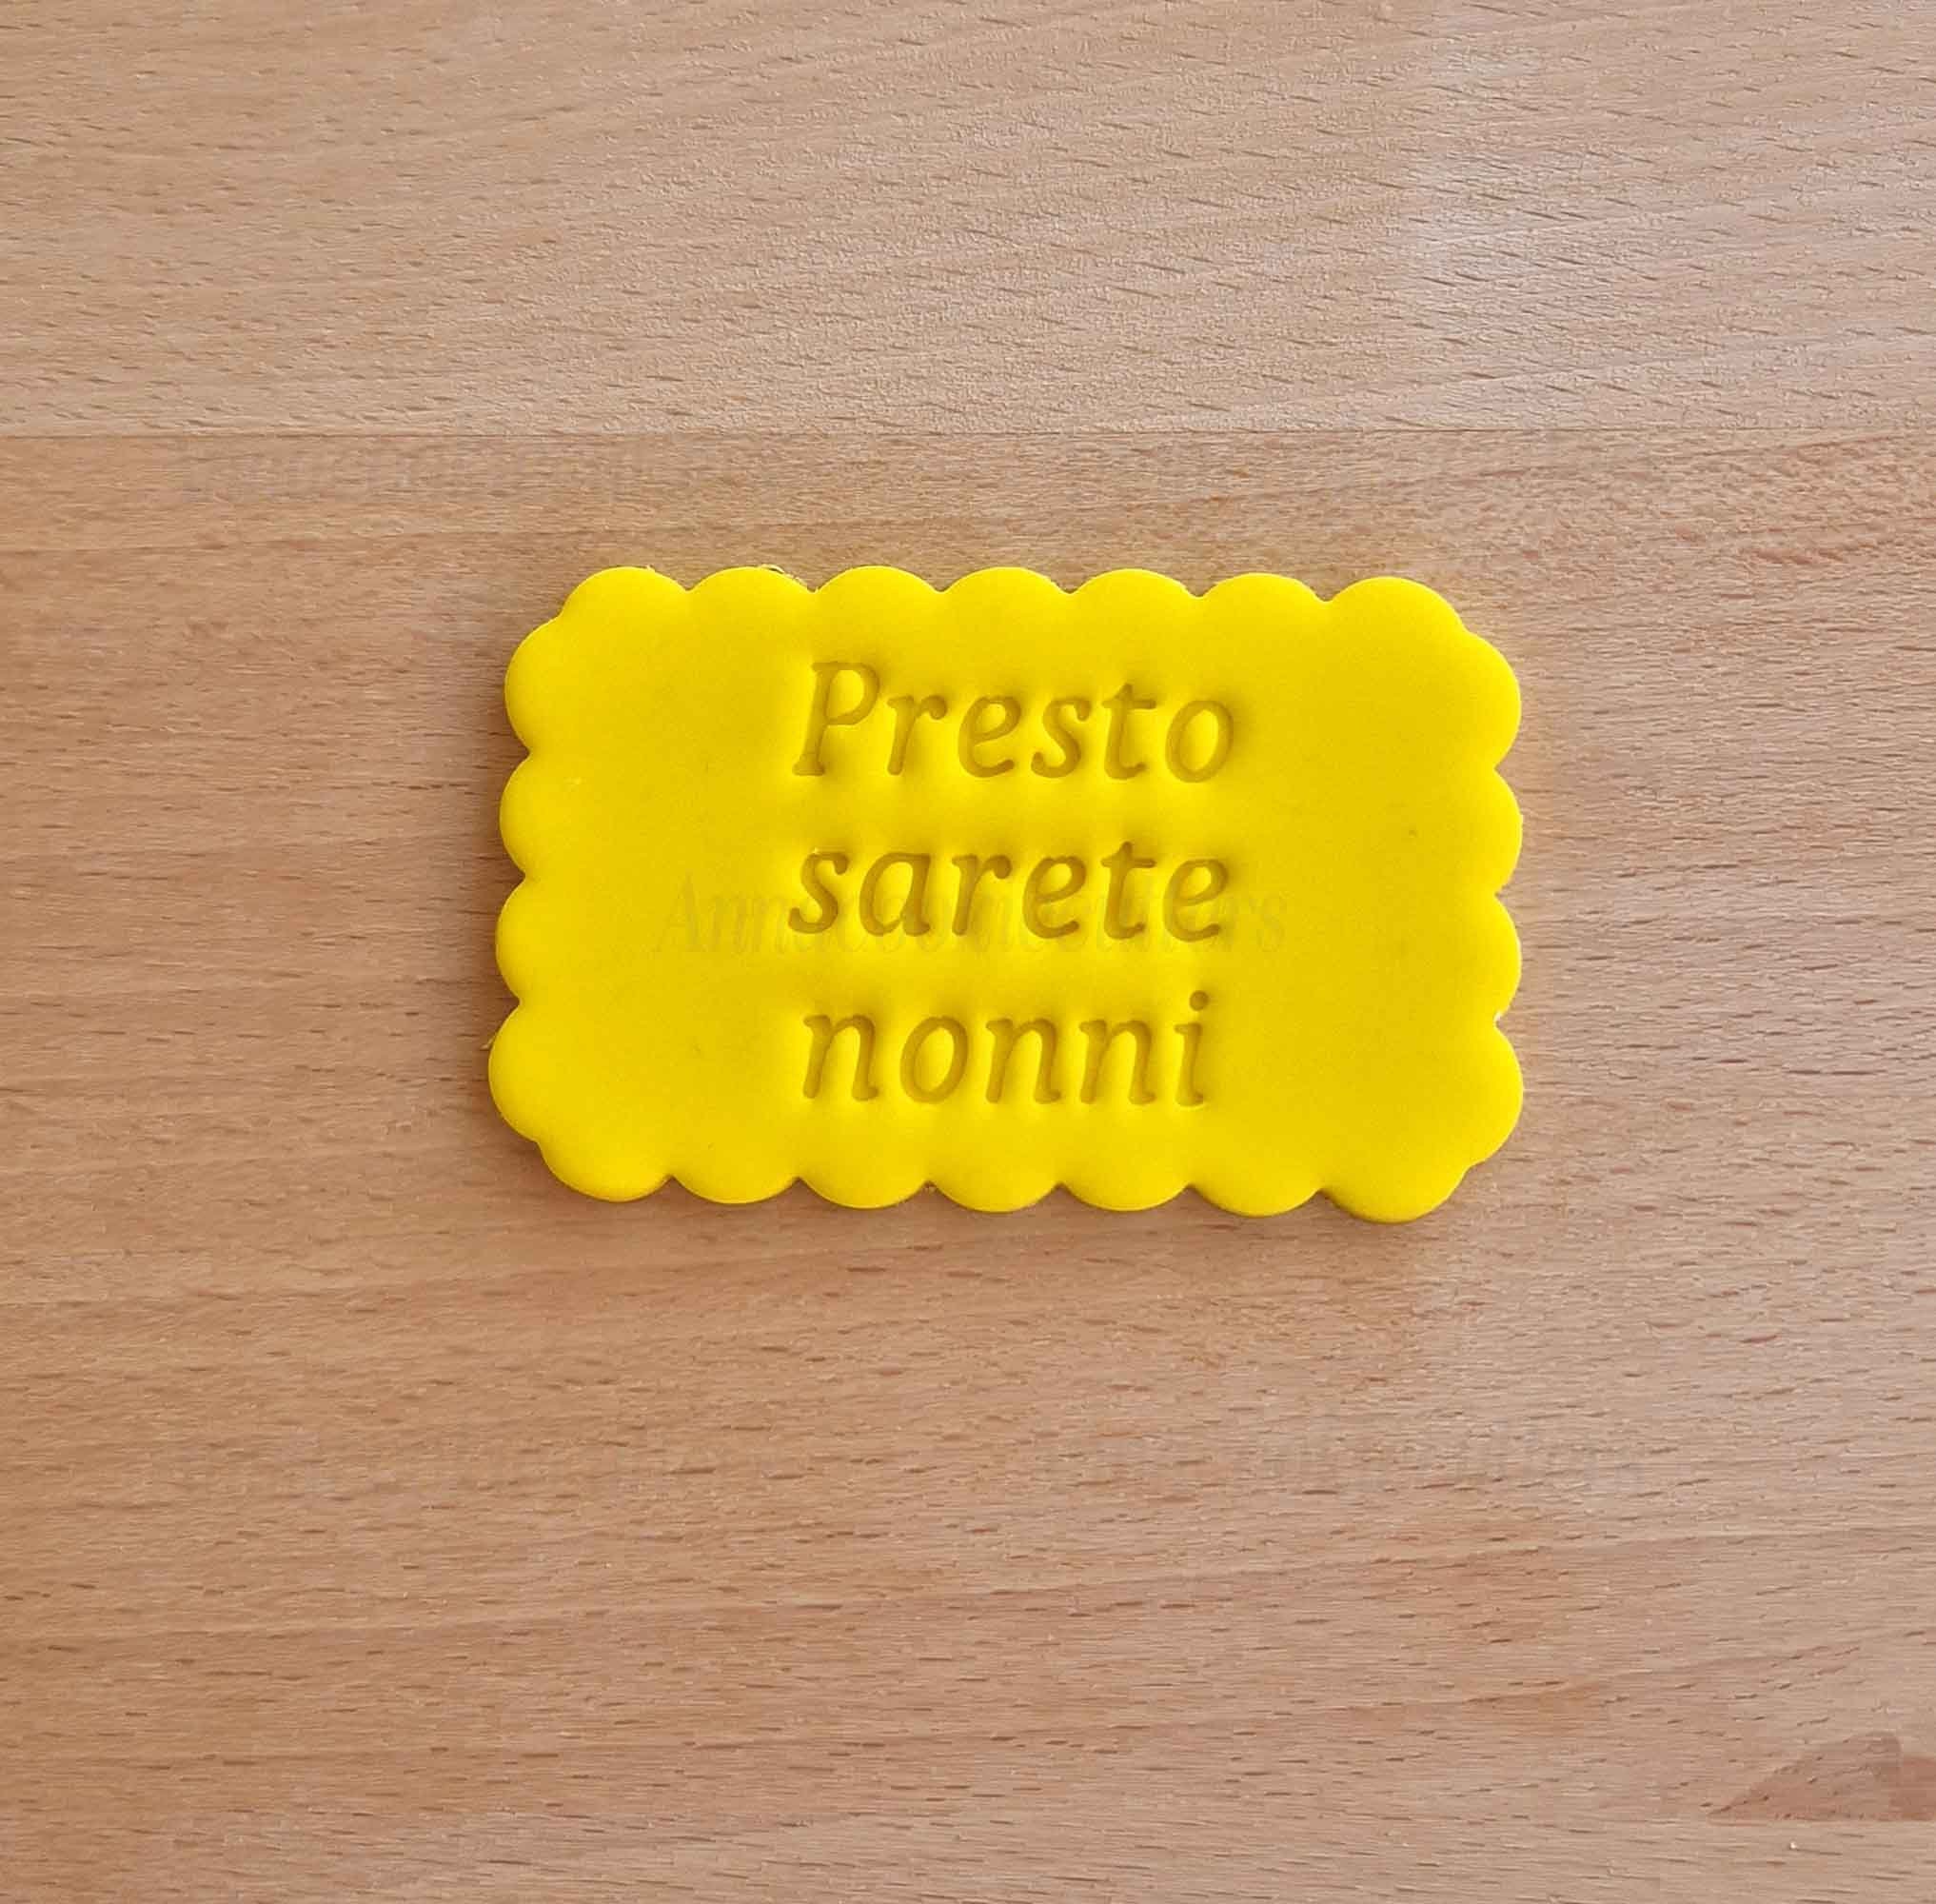 Presto
sarete
nonni